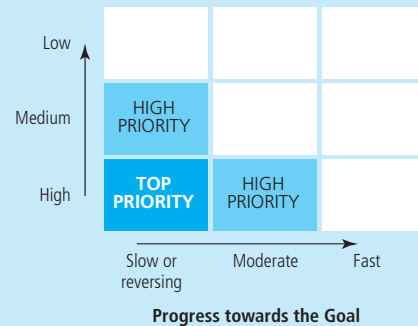 Low
Medium
HIGH
PRIORITY
High
TOP
PRIORITY
HIGH
PRIORITY
Slow or
reversing
Moderate
Fast
Progress towards the Goal